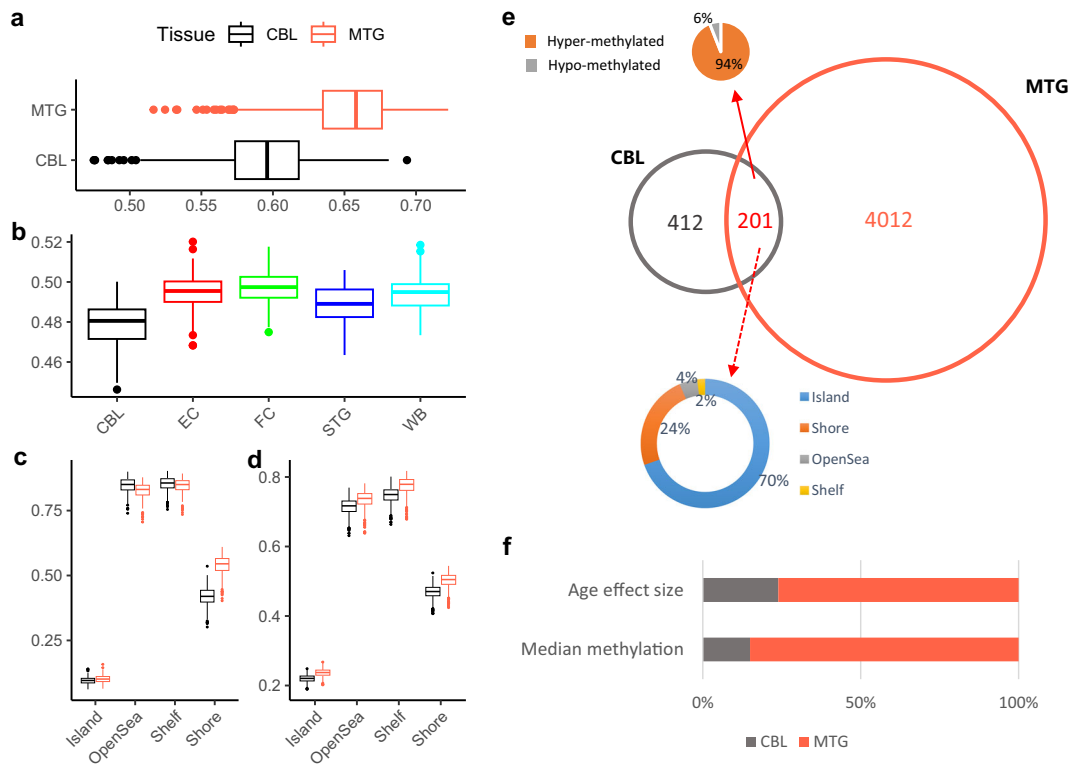 a
Tissue CBL MTG
MTG
CBL
0.50 0.55 0.60 0.65 0.70
b
0.52
0.50
0.48
0.46
CBL EC FC STG WB
c
0.75
0.50
0.25
Island OpenSea Shelf Shore
d
0.8
0.6
0.4
0.2
Island OpenSea Shelf Shore
e
Hyper-methylated
Hypo-methylated
6%
94%
MTG
CBL
412 201 4012
4%
2%
24%
70%
Island
Shore
OpenSea
Shelf
f
Age effect size
Median methylation
0% 50% 100%
CBL MTG